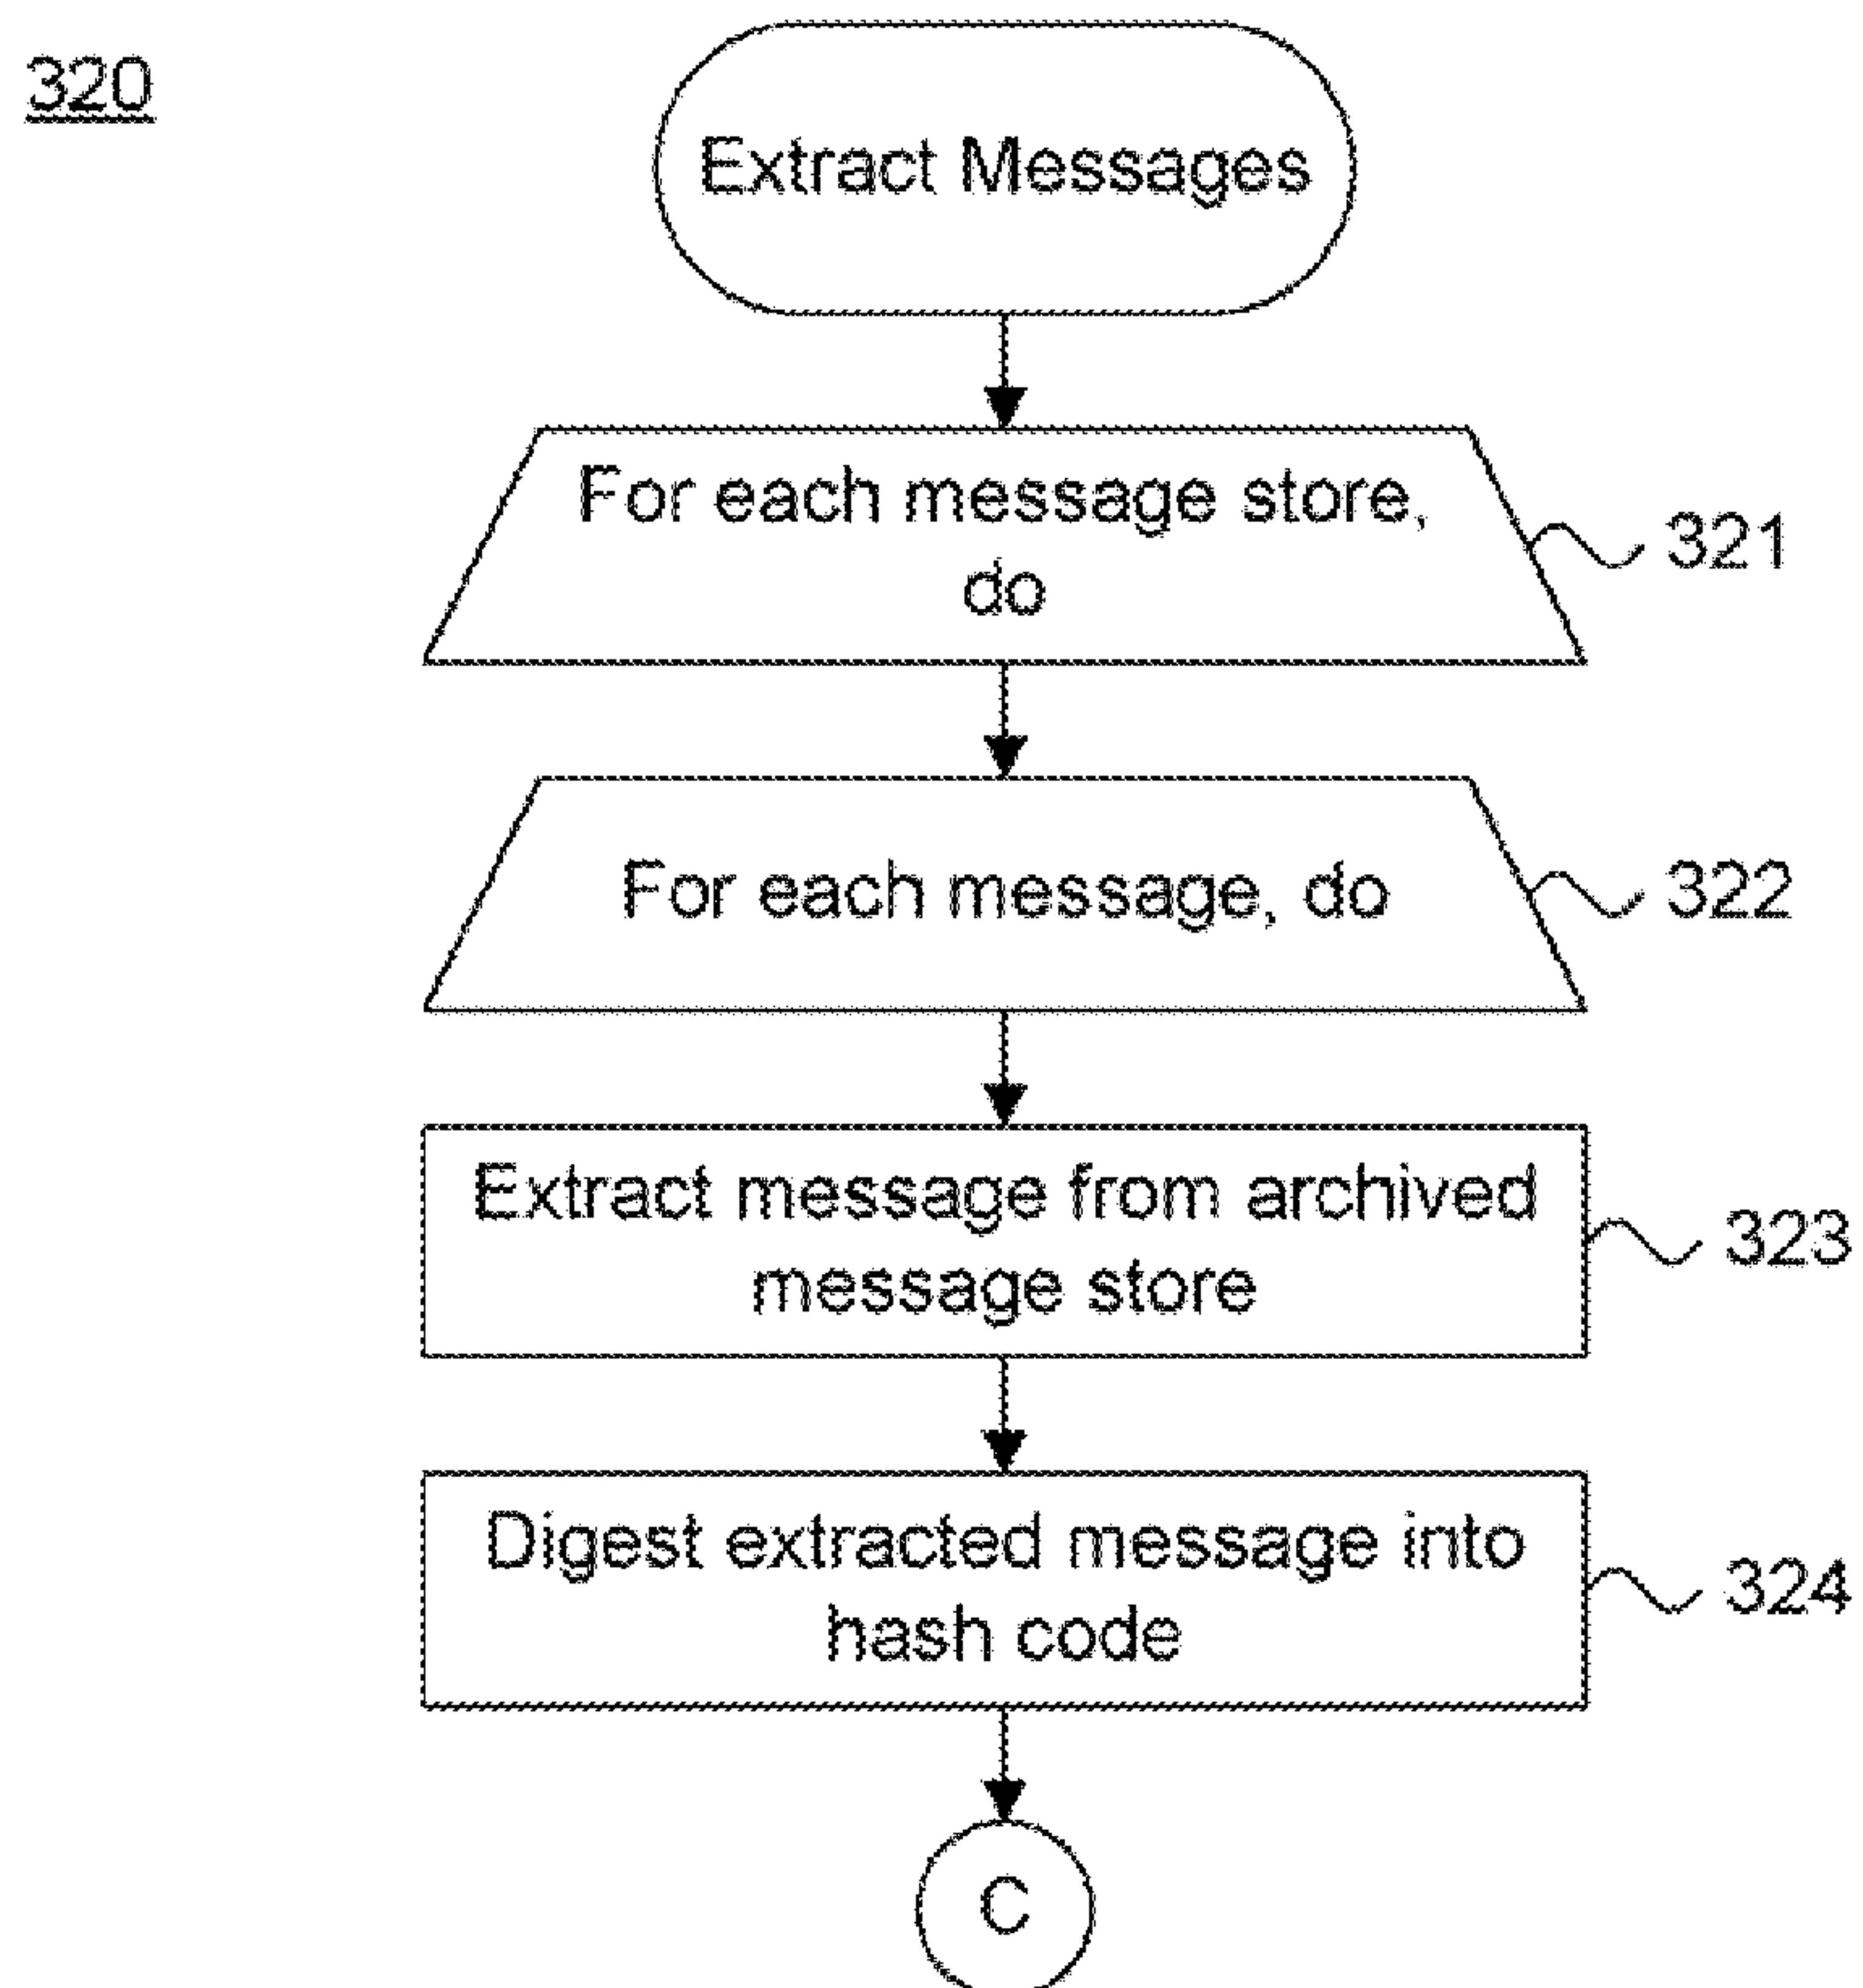 320
Extract Messages
For each message store,
do
321
For each message, do
322
Extract message from archived
message store
323
Digest extracted message into
hash code
324
C